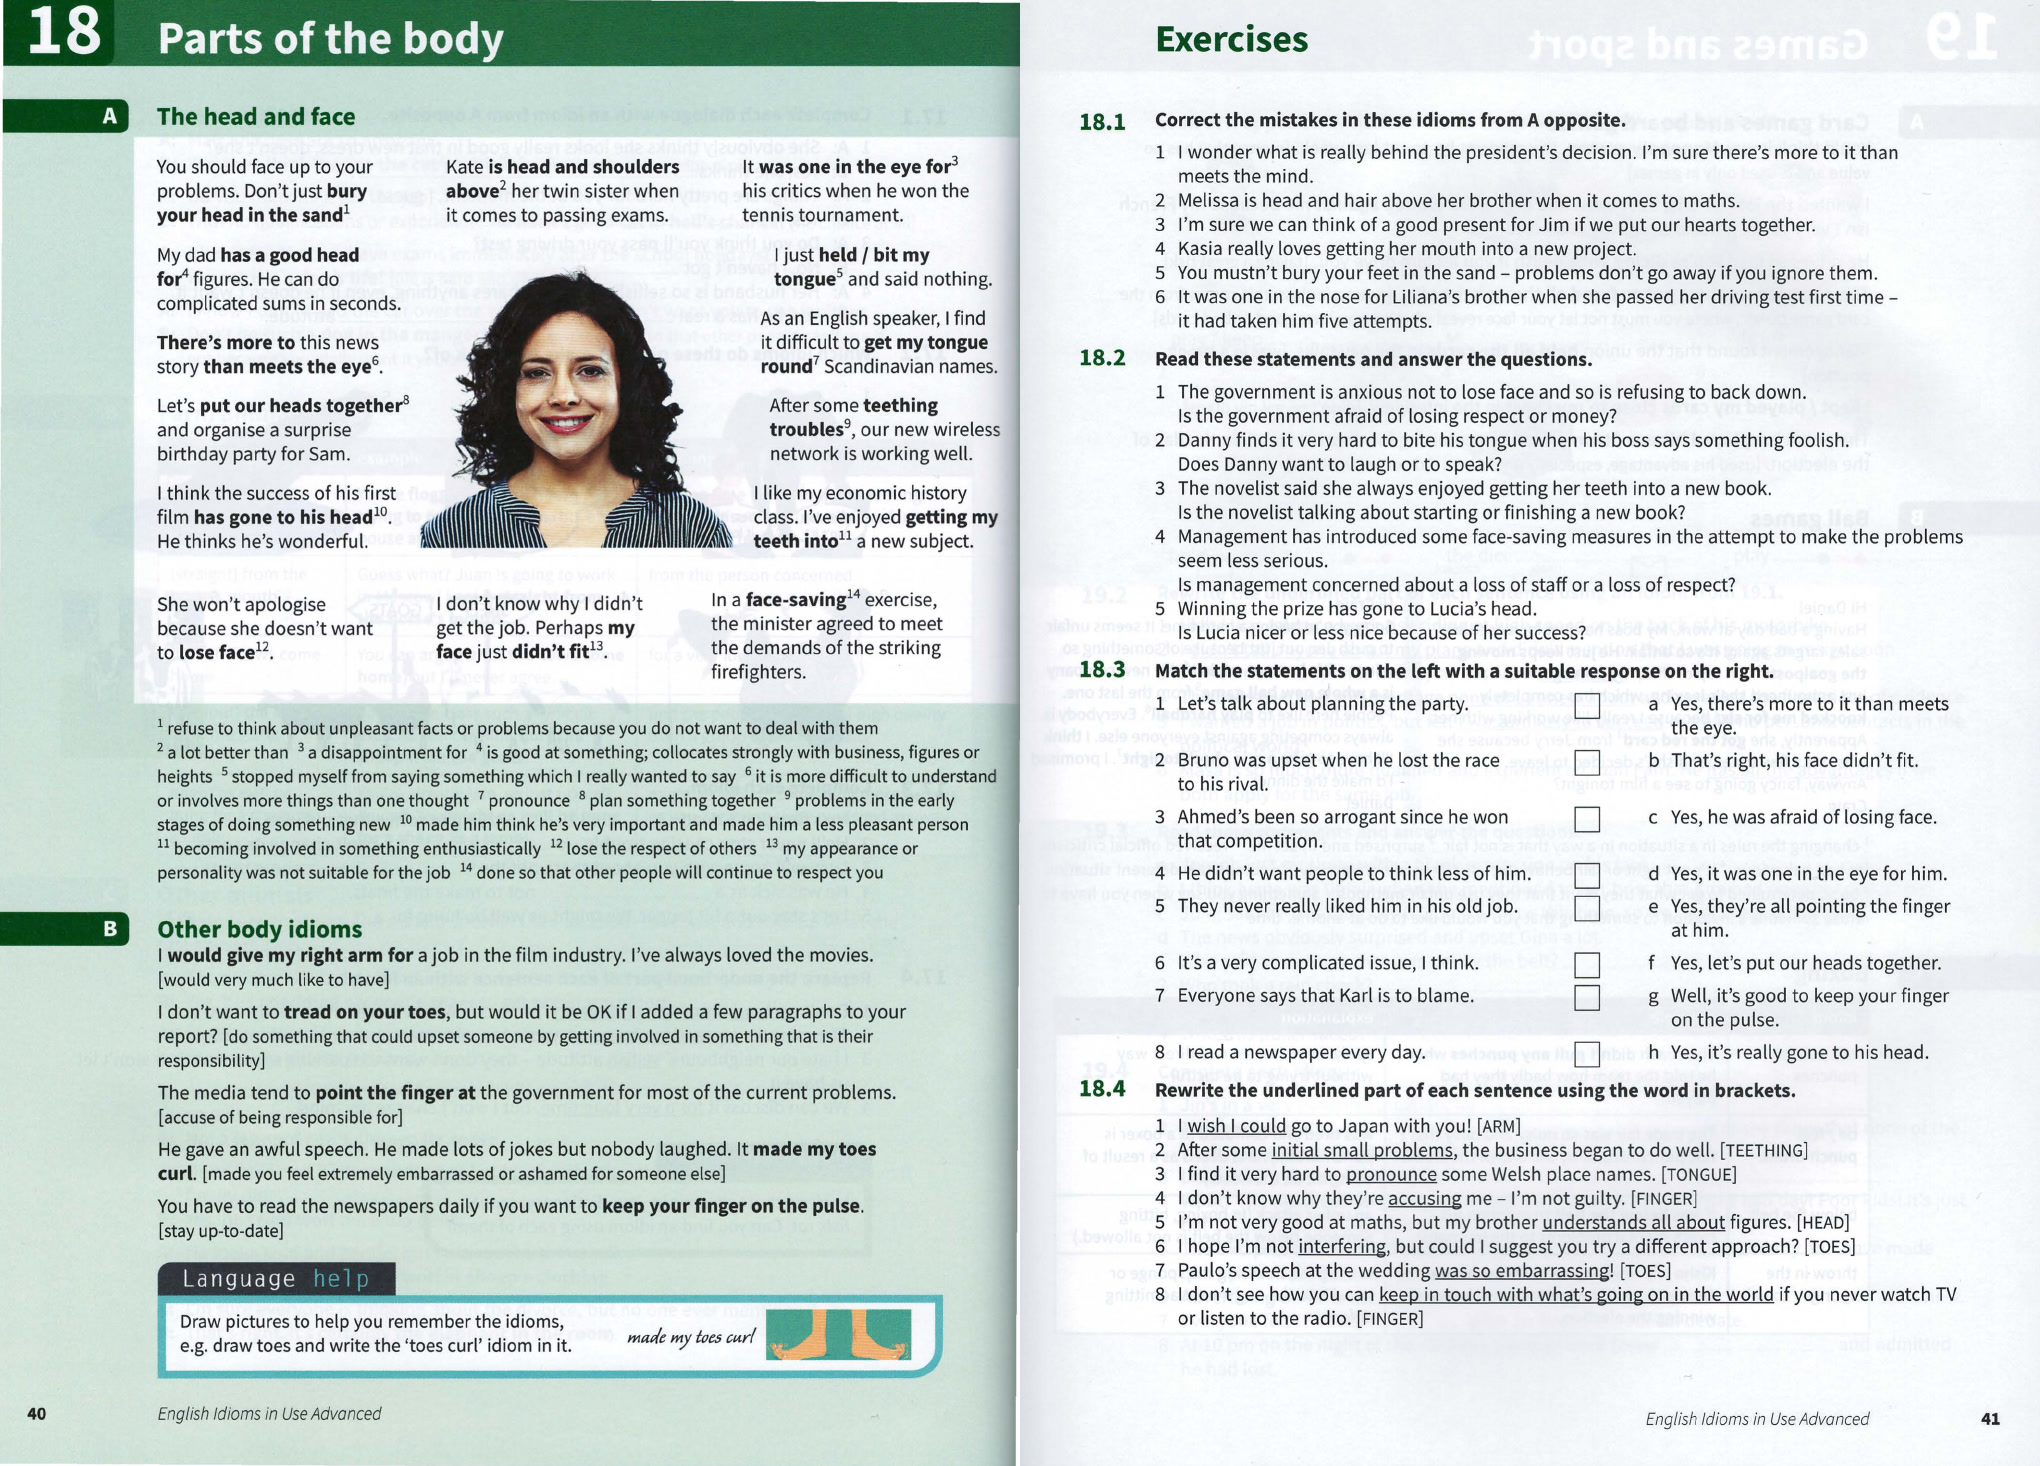 18 Parts of the body
A The head and face
You should face up to your
problems. Don't just bury
your head in the sand¹
Kate is head and shoulders
above² her twin sister when
it comes to passing exams.
It was one in the eye for³
his critics when he won the
tennis tournament.
My dad has a good head
for⁴ figures. He can do
complicated sums in seconds.
I just held / bit my
tongue⁵ and said nothing.
There's more to this news
story than meets the eye⁶.
As an English speaker, I find
it difficult to get my tongue
round⁷ Scandinavian names.
Let's put our heads together⁸
and organise a surprise
birthday party for Sam.
After some teething
troubles⁹, our new wireless
network is working well.
I think the success of his first
film has gone to his head¹⁰.
He thinks he's wonderful.
I like my economic history
class. I've enjoyed getting my
teeth into¹¹ a new subject.
She won't apologise
because she doesn't want
to lose face¹².
I don't know why I didn't
get the job. Perhaps my
face just didn't fit¹³.
In a face-saving¹⁴ exercise,
the minister agreed to meet
the demands of the striking
firefighters.
¹ refuse to think about unpleasant facts or problems because you do not want to deal with them
² a lot better than ³ a disappointment for ⁴ is good at something; collocates strongly with business, figures or
heights ⁵ stopped myself from saying something which I really wanted to say ⁶ it is more difficult to understand
or involves more things than one thought ⁷ pronounce ⁸ plan something together ⁹ problems in the early
stages of doing something new ¹⁰ made him think he's very important and made him a less pleasant person
¹¹ becoming involved in something enthusiastically ¹² lose the respect of others ¹³ my appearance or
personality was not suitable for the job ¹⁴ done so that other people will continue to respect you
B Other body idioms
I would give my right arm for a job in the film industry. I've always loved the movies.
[would very much like to have]
I don't want to tread on your toes, but would it be OK if I added a few paragraphs to your
report? [do something that could upset someone by getting involved in something that is their
responsibility]
The media tend to point the finger at the government for most of the current problems.
[accuse of being responsible for]
He gave an awful speech. He made lots of jokes but nobody laughed. It made my toes
curl. [made you feel extremely embarrassed or ashamed for someone else]
You have to read the newspapers daily if you want to keep your finger on the pulse.
[stay up-to-date]
Language help
Draw pictures to help you remember the idioms,
e.g. draw toes and write the 'toes curl' idiom in it.
made my toes curl
40 English Idioms in Use Advanced
Exercises
18.1 Correct the mistakes in these idioms from A opposite.
1 I wonder what is really behind the president's decision. I'm sure there's more to it than
meets the mind.
2 Melissa is head and hair above her brother when it comes to maths.
3 I'm sure we can think of a good present for Jim if we put our hearts together.
4 Kasia really loves getting her mouth into a new project.
5 You mustn't bury your feet in the sand – problems don't go away if you ignore them.
6 It was one in the nose for Liliana's brother when she passed her driving test first time –
it had taken him five attempts.
18.2 Read these statements and answer the questions.
1 The government is anxious not to lose face and so is refusing to back down.
Is the government afraid of losing respect or money?
2 Danny finds it very hard to bite his tongue when his boss says something foolish.
Does Danny want to laugh or to speak?
3 The novelist said she always enjoyed getting her teeth into a new book.
Is the novelist talking about starting or finishing a new book?
4 Management has introduced some face-saving measures in the attempt to make the problems
seem less serious.
Is management concerned about a loss of staff or a loss of respect?
5 Winning the prize has gone to Lucia's head.
Is Lucia nicer or less nice because of her success?
18.3 Match the statements on the left with a suitable response on the right.
1 Let's talk about planning the party.
a Yes, there's more to it than meets
the eye.
2 Bruno was upset when he lost the race
to his rival.
b That's right, his face didn't fit.
3 Ahmed's been so arrogant since he won
that competition.
c Yes, he was afraid of losing face.
4 He didn't want people to think less of him.
d Yes, it was one in the eye for him.
5 They never really liked him in his old job.
e Yes, they're all pointing the finger
at him.
6 It's a very complicated issue, I think.
f Yes, let's put our heads together.
7 Everyone says that Karl is to blame.
g Well, it's good to keep your finger
on the pulse.
8 I read a newspaper every day.
h Yes, it's really gone to his head.
18.4 Rewrite the underlined part of each sentence using the word in brackets.
1 I wish I could go to Japan with you! [ARM]
2 After some initial small problems, the business began to do well. [TEETHING]
3 I find it very hard to pronounce some Welsh place names. [TONGUE]
4 I don't know why they're accusing me – I'm not guilty. [FINGER]
5 I'm not very good at maths, but my brother understands all about figures. [HEAD]
6 I hope I'm not interfering, but could I suggest you try a different approach? [TOES]
7 Paulo's speech at the wedding was so embarrassing! [TOES]
8 I don't see how you can keep in touch with what's going on in the world if you never watch TV
or listen to the radio. [FINGER]
English Idioms in Use Advanced 41